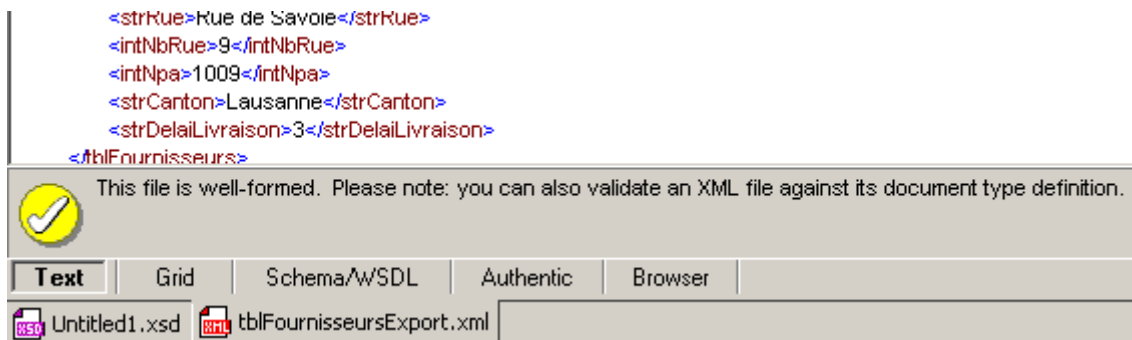 <strRue>Rue de Savoie</strRue>
<intNbRue>9</intNbRue>
<intNpa>1009</intNpa>
<strCanton>Lausanne</strCanton>
<strDelaiLivraison>3</strDelaiLivraison>
</tblFournisseurs>
This file is well-formed. Please note: you can also validate an XML file against its document type definition.
Text Grid Schema/WSDL Authentic Browser
XSD Untitled1.xsd XML tblFournisseursExport.xml